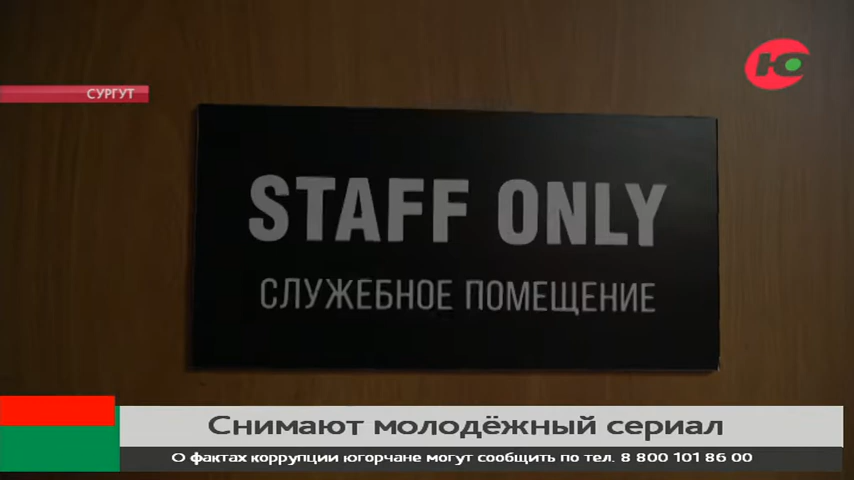 Ю
СУРГУТ
STAFF ONLY
СЛУЖЕБНОЕ ПОМЕЩЕНИЕ
Снимают молодёжный сериал
О фактах коррупции югорчане могут сообщить по тел. 8 800 101 86 00